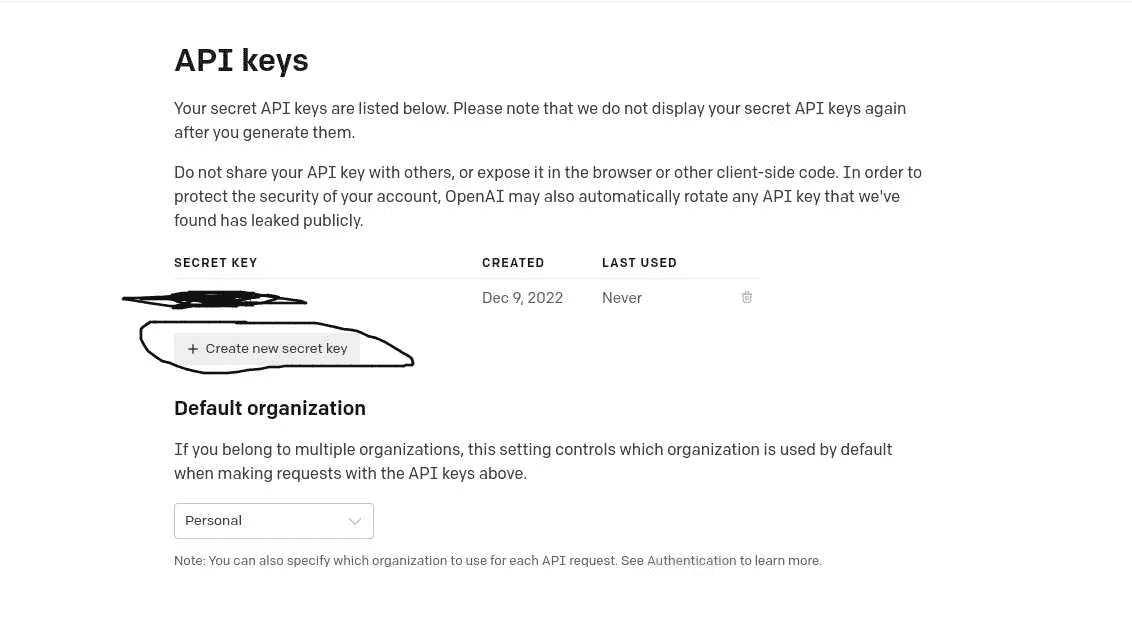 API keys
Your secret API keys are listed below. Please note that we do not display your secret API keys again
after you generate them.
Do not share your API key with others, or expose it in the browser or other client-side code. In order to
protect the security of your account, OpenAI may also automatically rotate any API key that we've
found has leaked publicly.
SECRET KEY CREATED LAST USED
Dec 9, 2022 Never
+ Create new secret key
Default organization
If you belong to multiple organizations, this setting controls which organization is used by default
when making requests with the API keys above.
Personal
Note: You can also specify which organization to use for each API request. See Authentication to learn more.